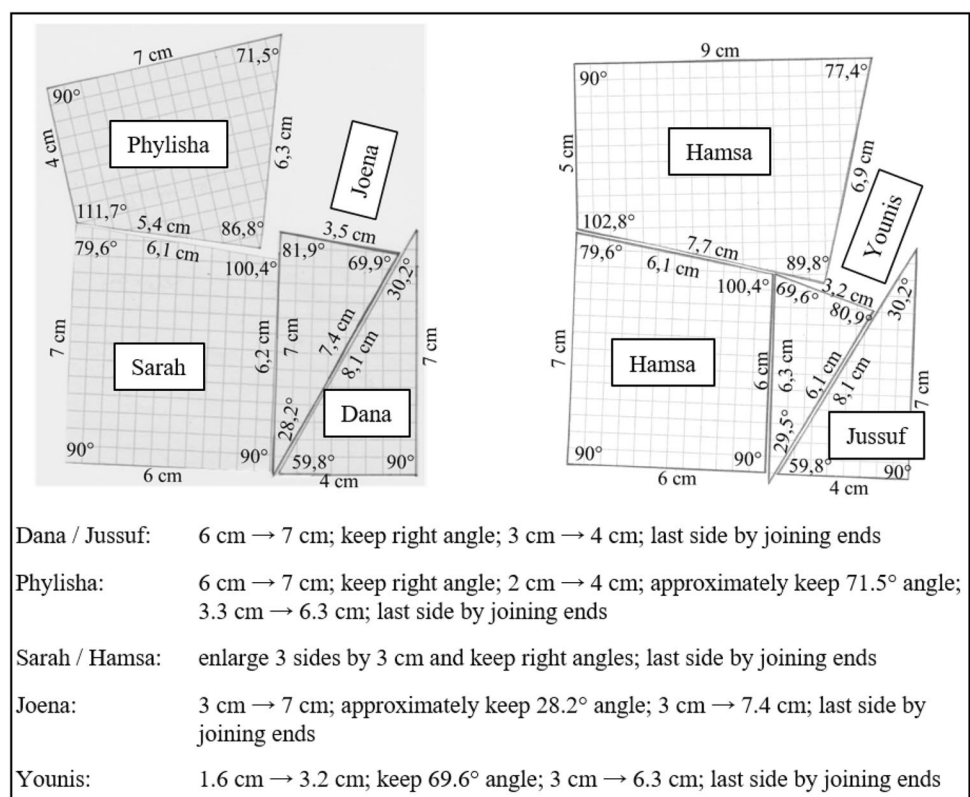 7 cm
71,5°
90°
Phylisha
4 cm
6,3 cm
Joena
111,7°
5,4 cm
86,8°
3,5 cm
79,6°
6,1 cm
100,4°
81,9°
69,9°
30,2°
7 cm
Sarah
6,2 cm
7 cm
7,4 cm
8,1 cm
7 cm
Dana
28,2°
90°
90°
59,8°
90°
6 cm
4 cm
9 cm
90°
77,4°
Hamsa
5 cm
6,9 cm
Younis
102,8°
7,7 cm
89,8°
3,2 cm
79,6°
6,1 cm
100,4°
69,6°
80,9°
30,2°
7 cm
Hamsa
6 cm
6,3 cm
6,1 cm
8,1 cm
7 cm
Jussuf
29,5°
90°
90°
59,8°
90°
6 cm
4 cm
Dana / Jussuf: 6 cm → 7 cm; keep right angle; 3 cm → 4 cm; last side by joining ends
Phylisha: 6 cm → 7 cm; keep right angle; 2 cm → 4 cm; approximately keep 71.5° angle;
3.3 cm → 6.3 cm; last side by joining ends
Sarah / Hamsa: enlarge 3 sides by 3 cm and keep right angles; last side by joining ends
Joena: 3 cm → 7 cm; approximately keep 28.2° angle; 3 cm → 7.4 cm; last side by
joining ends
Younis: 1.6 cm → 3.2 cm; keep 69.6° angle; 3 cm → 6.3 cm; last side by joining ends